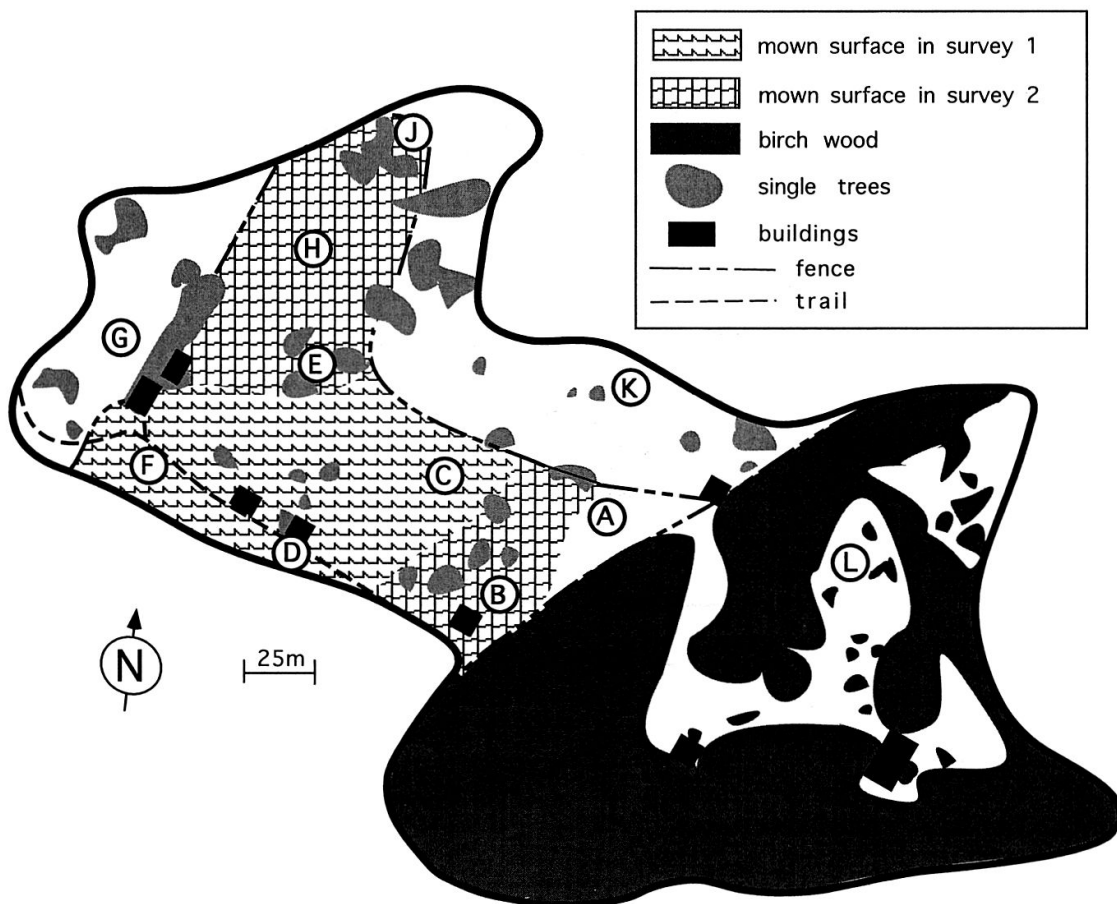 mown surface in survey 1
mown surface in survey 2
birch wood
single trees
buildings
fence
trail
J
H
G
E
K
F
C
A
D
B
L
N
25m